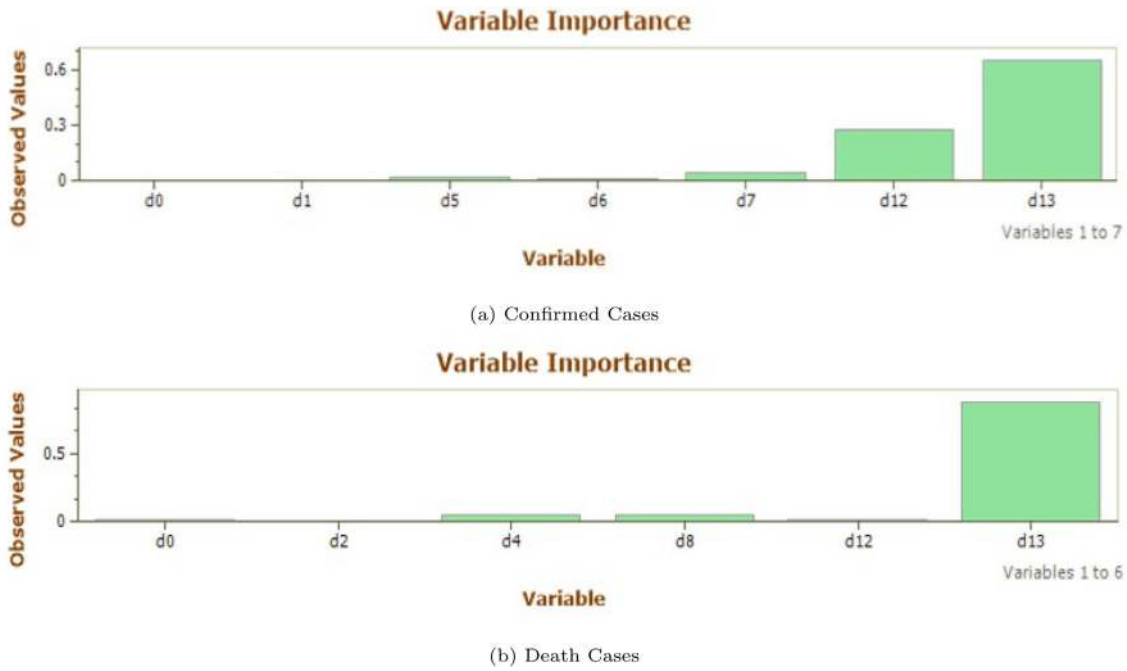 Variable Importance
Observed Values
0.6
0.3
0
d0 d1 d5 d6 d7 d12 d13
Variables 1 to 7
Variable
(a) Confirmed Cases
Variable Importance
Observed Values
0.5
0
d0 d2 d4 d8 d12 d13
Variables 1 to 6
Variable
(b) Death Cases